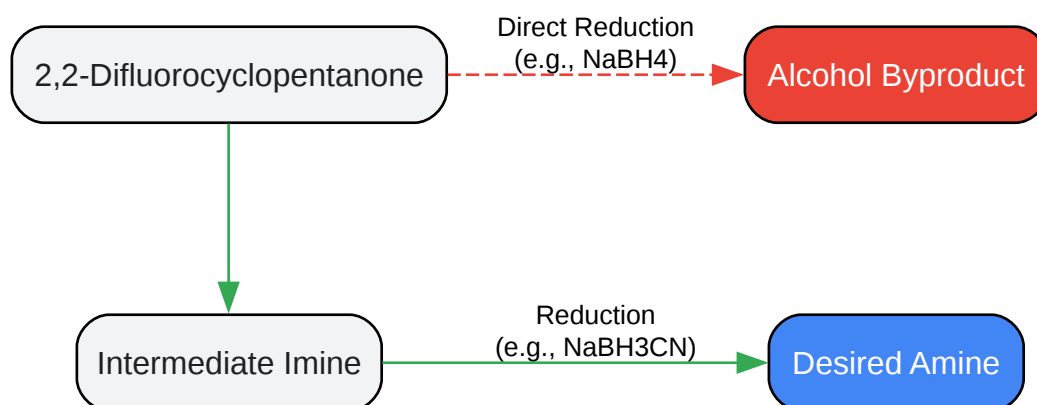 Direct Reduction
(e.g., NaBH4)
2,2-Difluorocyclopentanone
Alcohol Byproduct
Reduction
(e.g., NaBH3CN)
Intermediate Imine
Desired Amine